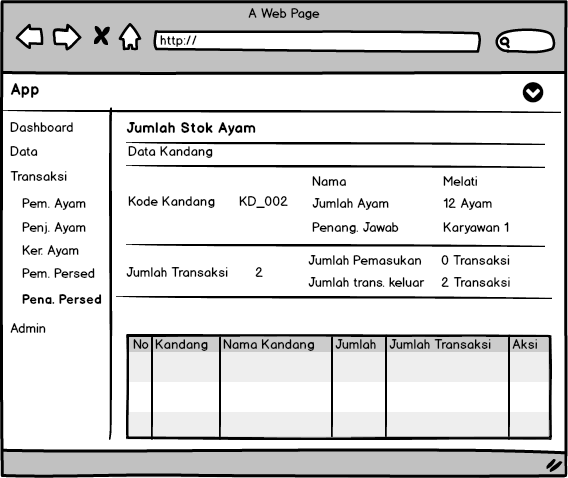 A Web Page
http://
App
Dashboard
Data
Transaksi
Pem. Ayam
Penj. Ayam
Ker. Ayam
Pem. Persed
Pena. Persed
Admin
Jumlah Stok Ayam
Data Kandang
Kode Kandang KD_002
Nama Melati
Jumlah Ayam 12 Ayam
Penang. Jawab Karyawan 1
Jumlah Transaksi 2
Jumlah Pemasukan 0 Transaksi
Jumlah trans. keluar 2 Transaksi
No Kandang Nama Kandang Jumlah Jumlah Transaksi Aksi